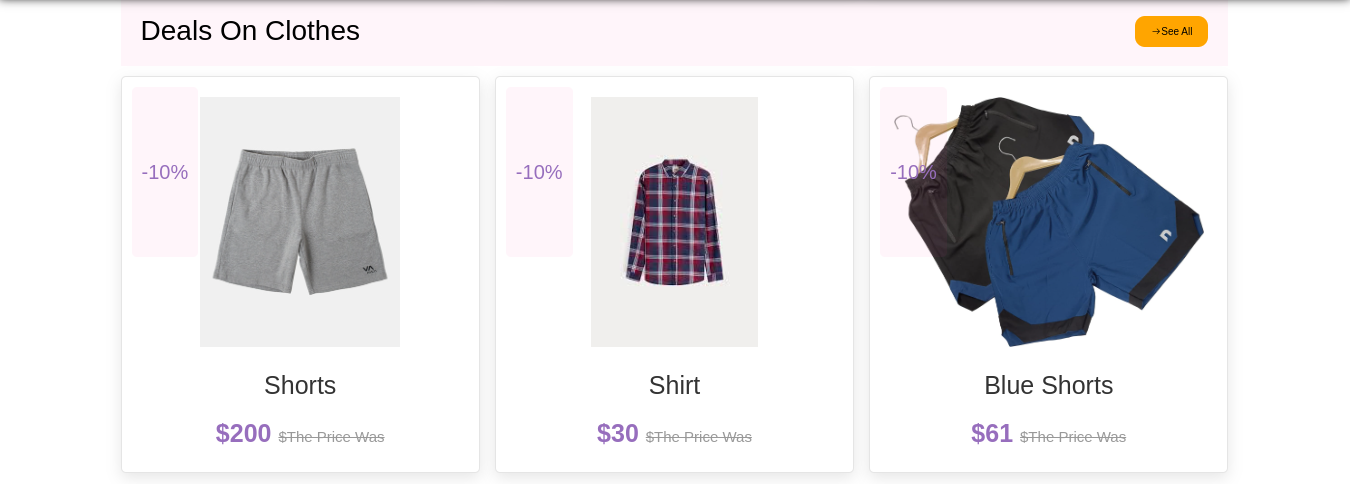 Deals On Clothes
→See All
-10%
-10%
-10%
Shorts
Shirt
Blue Shorts
$200 $The Price Was
$30 $The Price Was
$61 $The Price Was